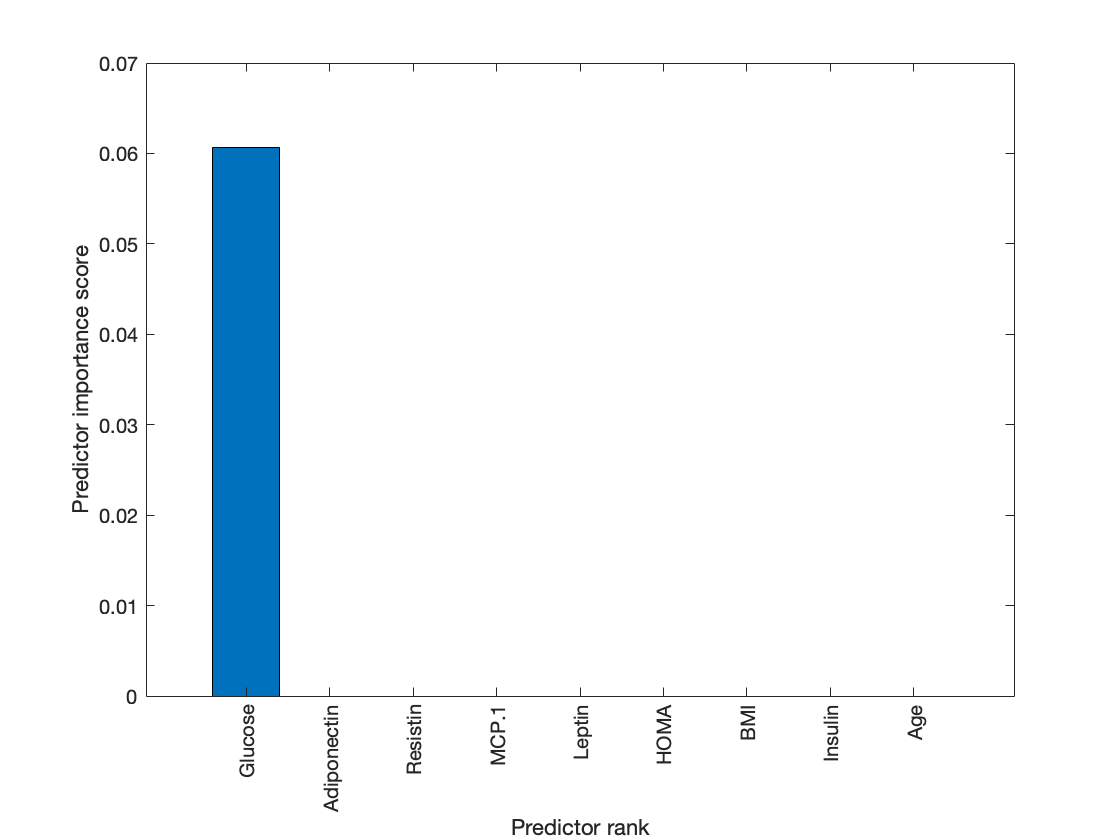 0.07
0.06
0.05
0.04
0.03
0.02
0.01
0
Predictor importance score
Glucose
Adiponectin
Resistin
MCP.1
Leptin
HOMA
BMI
Insulin
Age
Predictor rank